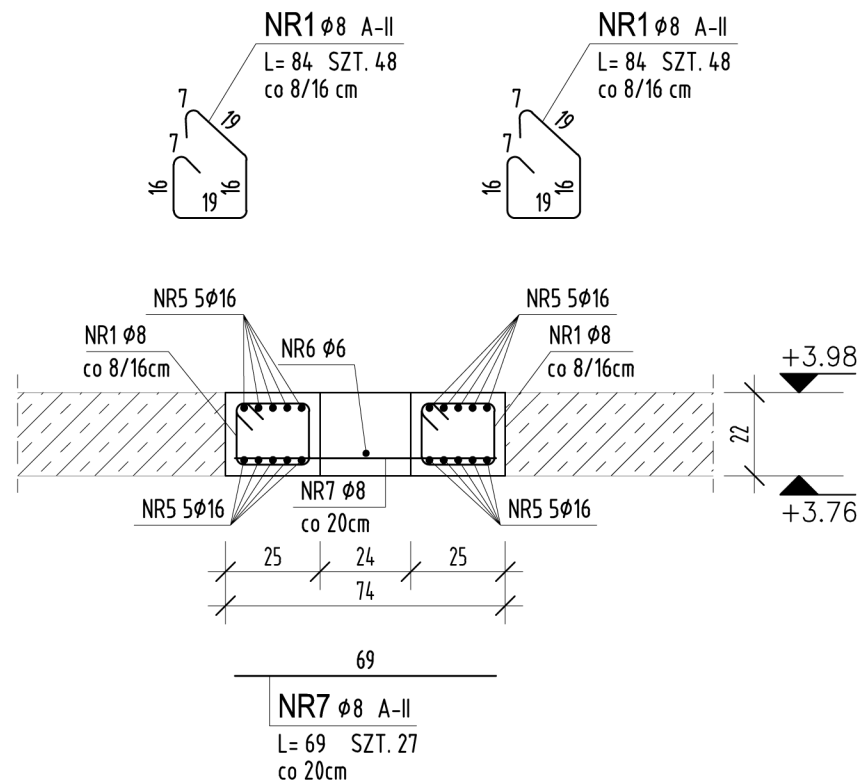 NR1 ϕ8 A-II
L= 84 SZT. 48
co 8/16 cm
7
19
7
16
19
16
NR1 ϕ8 A-II
L= 84 SZT. 48
co 8/16 cm
7
19
7
16
19
16
NR5 5ϕ16
NR5 5ϕ16
NR1 ϕ8
co 8/16cm
NR6 ϕ6
NR1 ϕ8
co 8/16cm
+3.98
22
+3.76
NR5 5ϕ16
NR7 ϕ8
co 20cm
NR5 5ϕ16
25
24
25
74
69
NR7 ϕ8 A-II
L= 69 SZT. 27
co 20cm